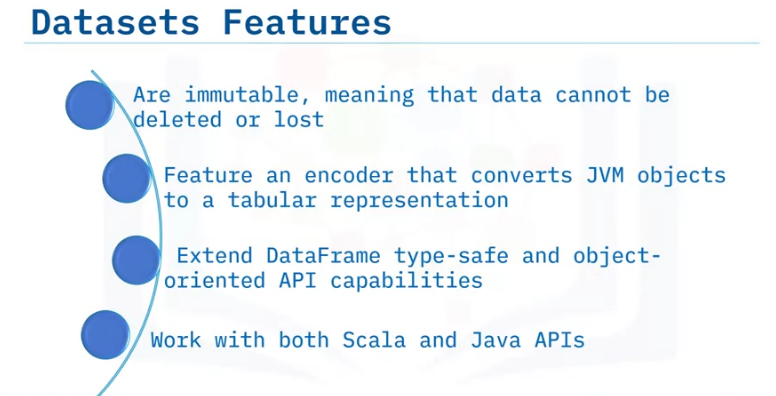 Datasets Features
Are immutable, meaning that data cannot be
deleted or lost
Feature an encoder that converts JVM objects
to a tabular representation
Extend DataFrame type-safe and object-
oriented API capabilities
Work with both Scala and Java APIs